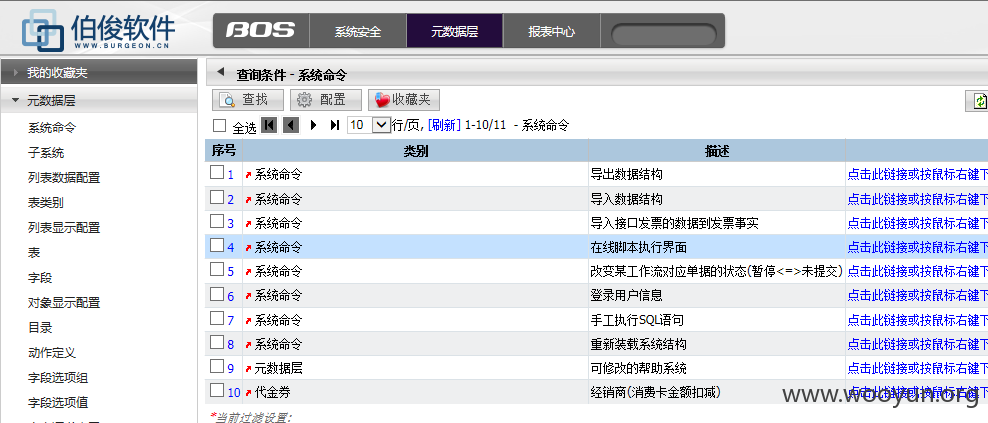 伯俊软件
WWW.BURGEON.CN
BOS 系统安全 元数据层 报表中心
我的收藏夹
元数据层
系统命令
子系统
列表数据配置
表类别
列表显示配置
表
字段
对象显示配置
目录
动作定义
字段选项组
字段选项值
查询条件 - 系统命令
查找 配置 收藏夹
全选 10 行/页, [刷新] 1-10/11 - 系统命令
序号 类别 描述
1 系统命令 导出数据结构 点击此链接或按鼠标右键下
2 系统命令 导入数据结构 点击此链接或按鼠标右键下
3 系统命令 导入接口发票的数据到发票事实 点击此链接或按鼠标右键下
4 系统命令 在线脚本执行界面 点击此链接或按鼠标右键下
5 系统命令 改变某工作流对应单据的状态(暂停<=>未提交) 点击此链接或按鼠标右键下
6 系统命令 登录用户信息 点击此链接或按鼠标右键下
7 系统命令 手工执行SQL语句 点击此链接或按鼠标右键下
8 系统命令 重新装载系统结构 点击此链接或按鼠标右键下
9 元数据层 可修改的帮助系统 点击此链接或按鼠标右键下
10 代金券 经销商(消费卡金额扣减) 点击此链接或按鼠标右键下
*当前过滤设置:
www.wooyun.org